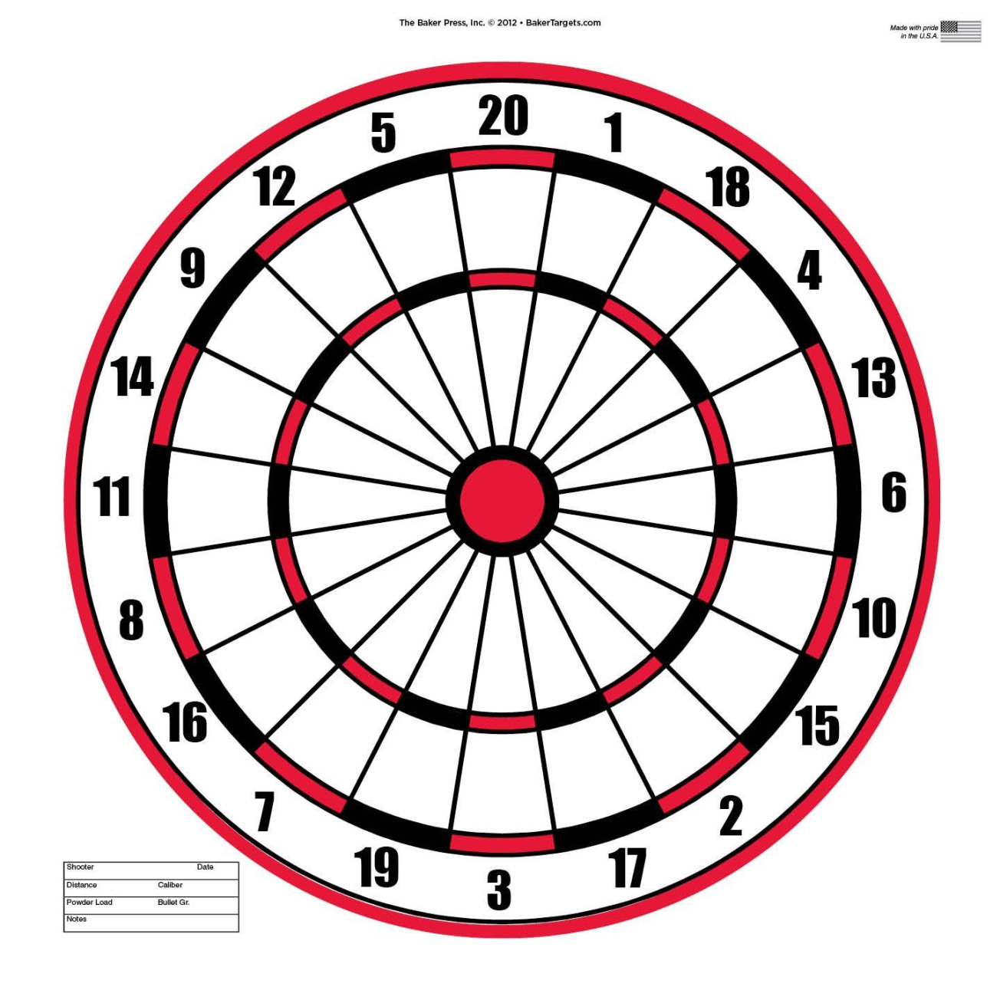 The Baker Press, Inc. © 2012 • BakerTargets.com
Made with pride
in the U.S.A.
20
5 1
12 18
9 4
14 13
11 6
8 10
16 15
7 2
19 17
3
Shooter Date
Distance Caliber
Powder Load Bullet Gr.
Notes